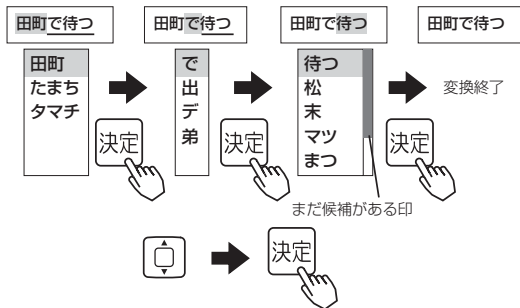 田町で待つ
田町で待つ
田町で待つ
田町で待つ
田町
たまち
タマチ
決定
で
出
デ
弟
決定
待つ
松
末
マツ
まつ
決定
変換終了
まだ候補がある印
決定